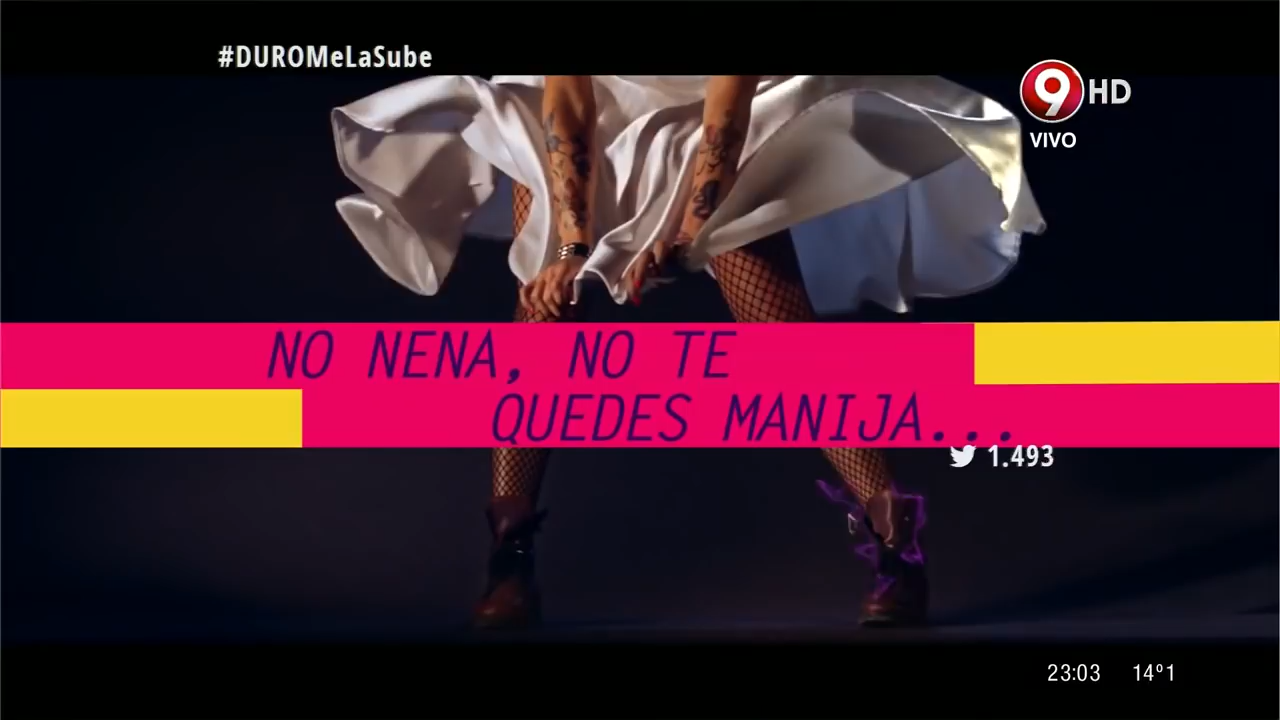 #DUROMeLaSube
9 HD
VIVO
NO NENA, NO TE
QUEDES MANIJA...
1.493
23:03 14º1